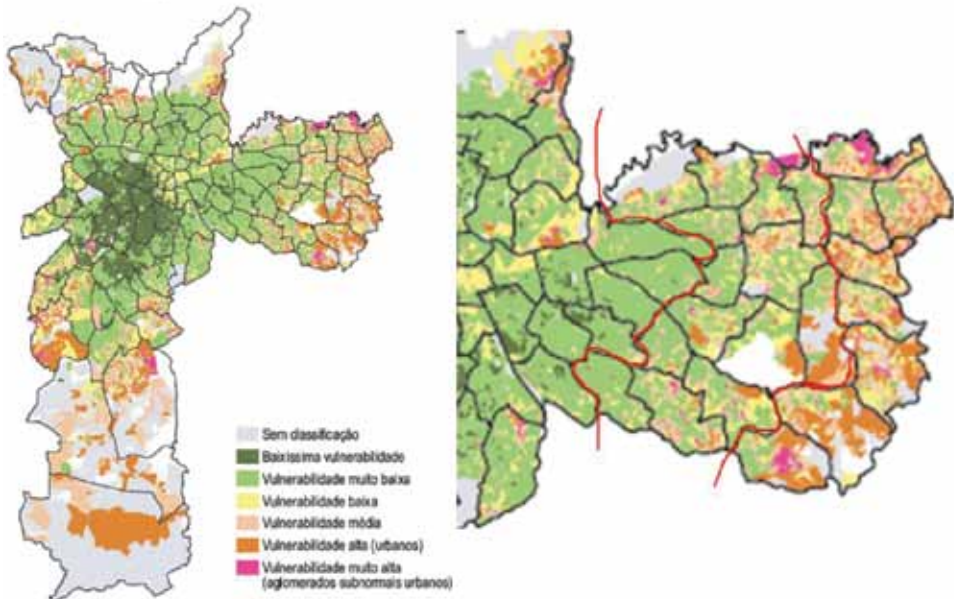 Sem classificação
Baixíssima vulnerabilidade
Vulnerabilidade muito baixa
Vulnerabilidade baixa
Vulnerabilidade média
Vulnerabilidade alta (urbanos)
Vulnerabilidade muito alta
(aglomerados subnormais urbanos)